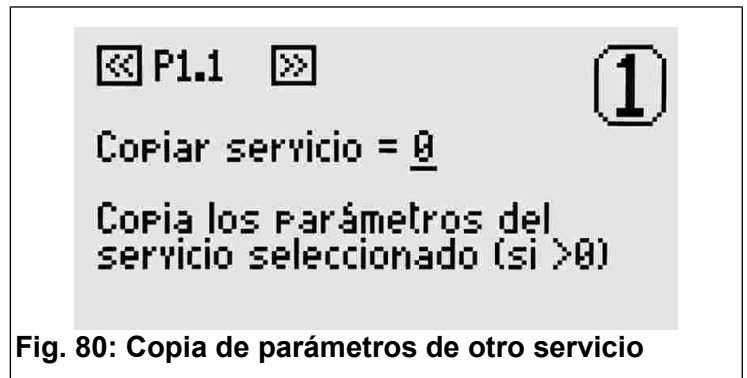 ≪ P1.1 ≫ 1
Copiar servicio = 0
Copia los parámetros del
servicio seleccionado (si >0)
Fig. 80: Copia de parámetros de otro servicio